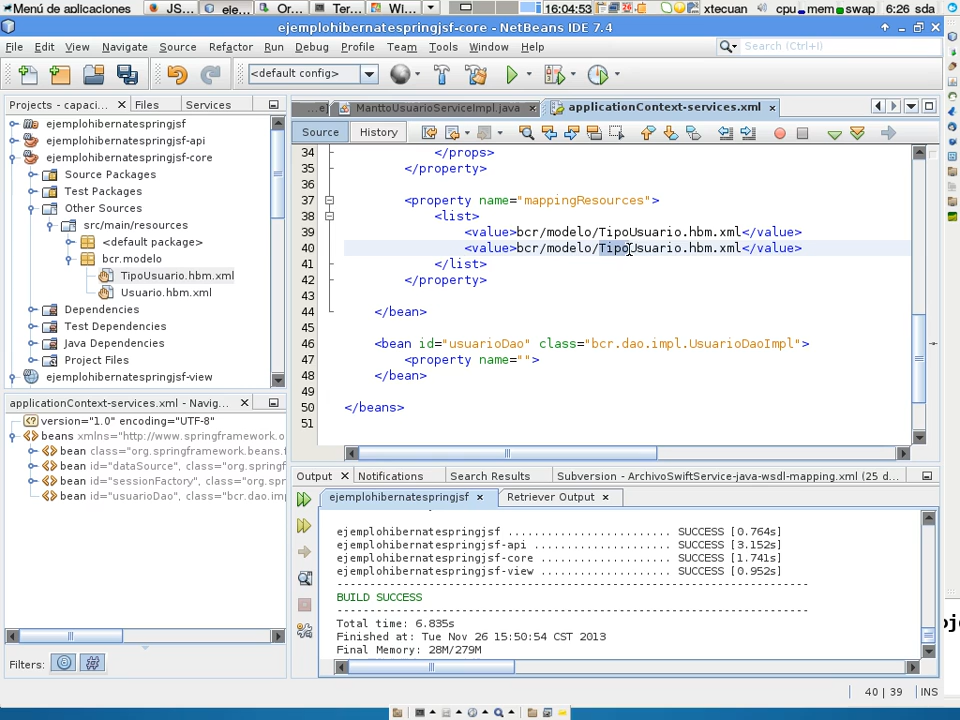 Menú de aplicaciones JS... ele... Or... Ter... Wi... 16:04:53 xtecuan cpu mem swap 6:26 sda
ejemplohibernatespringjsf-core - NetBeans IDE 7.4
File Edit View Navigate Source Refactor Run Debug Profile Team Tools Window Help Search (Ctrl+I)
<default config>
Projects - capaci... Files Services
...e] ManttoUsuarioServiceImpl.java applicationContext-services.xml
Source History
ejemplohibernatespringjsf
ejemplohibernatespringjsf-api
ejemplohibernatespringjsf-core
Source Packages
Test Packages
Other Sources
src/main/resources
<default package>
bcr.modelo
TipoUsuario.hbm.xml
Usuario.hbm.xml
Dependencies
Test Dependencies
Java Dependencies
Project Files
ejemplohibernatespringjsf-view
34 </props>
35 </property>
36
37 <property name="mappingResources">
38 <list>
39 <value>bcr/modelo/TipoUsuario.hbm.xml</value>
40 <value>bcr/modelo/TipoUsuario.hbm.xml</value>
41 </list>
42 </property>
43
44 </bean>
45
46 <bean id="usuarioDao" class="bcr.dao.impl.UsuarioDaoImpl">
47 <property name="">
48 </bean>
49
50 </beans>
51
applicationContext-services.xml - Navig...
version="1.0" encoding="UTF-8"
beans xmlns="http://www.springframework.o
bean class="org.springframework.beans.f
bean id="dataSource", class="org.springf
bean id="sessionFactory", class="org.spri
bean id="usuarioDao", class="bcr.dao.imp
Filters:
Output Notifications Search Results Subversion - ArchivoSwiftService-java-wsdl-mapping.xml (25 d...
ejemplohibernatespringjsf Retriever Output
ejemplohibernatespringjsf ........................ SUCCESS [0.764s]
ejemplohibernatespringjsf-api .................... SUCCESS [3.152s]
ejemplohibernatespringjsf-core ................... SUCCESS [1.741s]
ejemplohibernatespringjsf-view ................... SUCCESS [0.952s]
------------------------------------------------------------------------
BUILD SUCCESS
------------------------------------------------------------------------
Total time: 6.835s
Finished at: Tue Nov 26 15:50:54 CST 2013
Final Memory: 28M/279M
40 | 39 INS